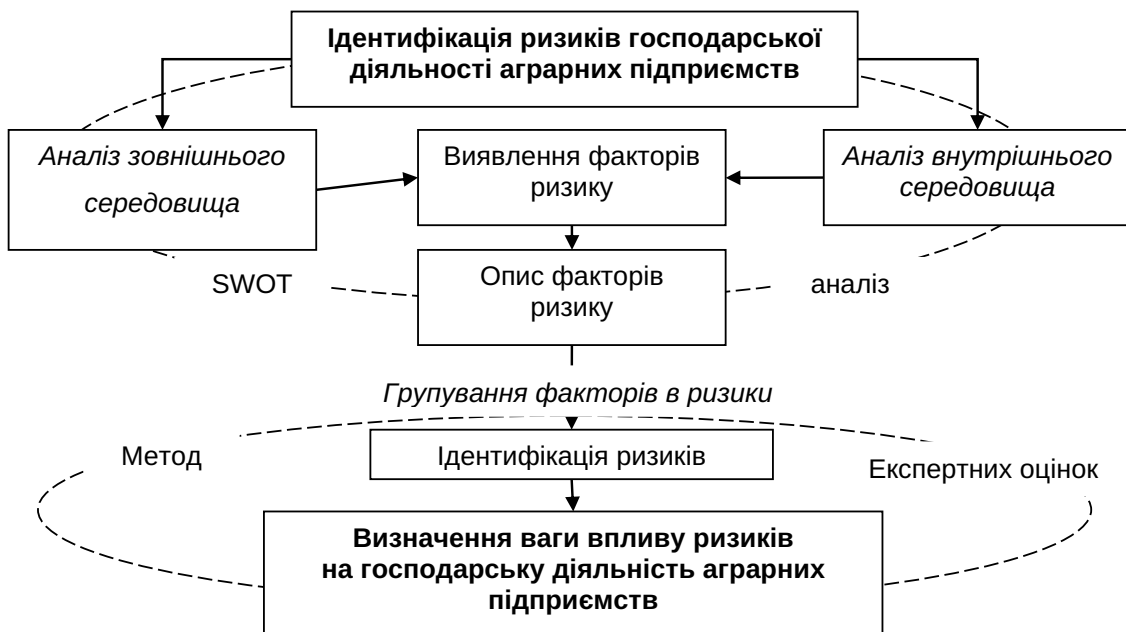 Ідентифікація ризиків господарської
діяльності аграрних підприємств
Аналіз зовнішнього
середовища
Виявлення факторів
ризику
Аналіз внутрішнього
середовища
SWOT
Опис факторів
ризику
аналіз
Групування факторів в ризики
Метод
Ідентифікація ризиків
Експертних оцінок
Визначення ваги впливу ризиків
на господарську діяльність аграрних
підприємств